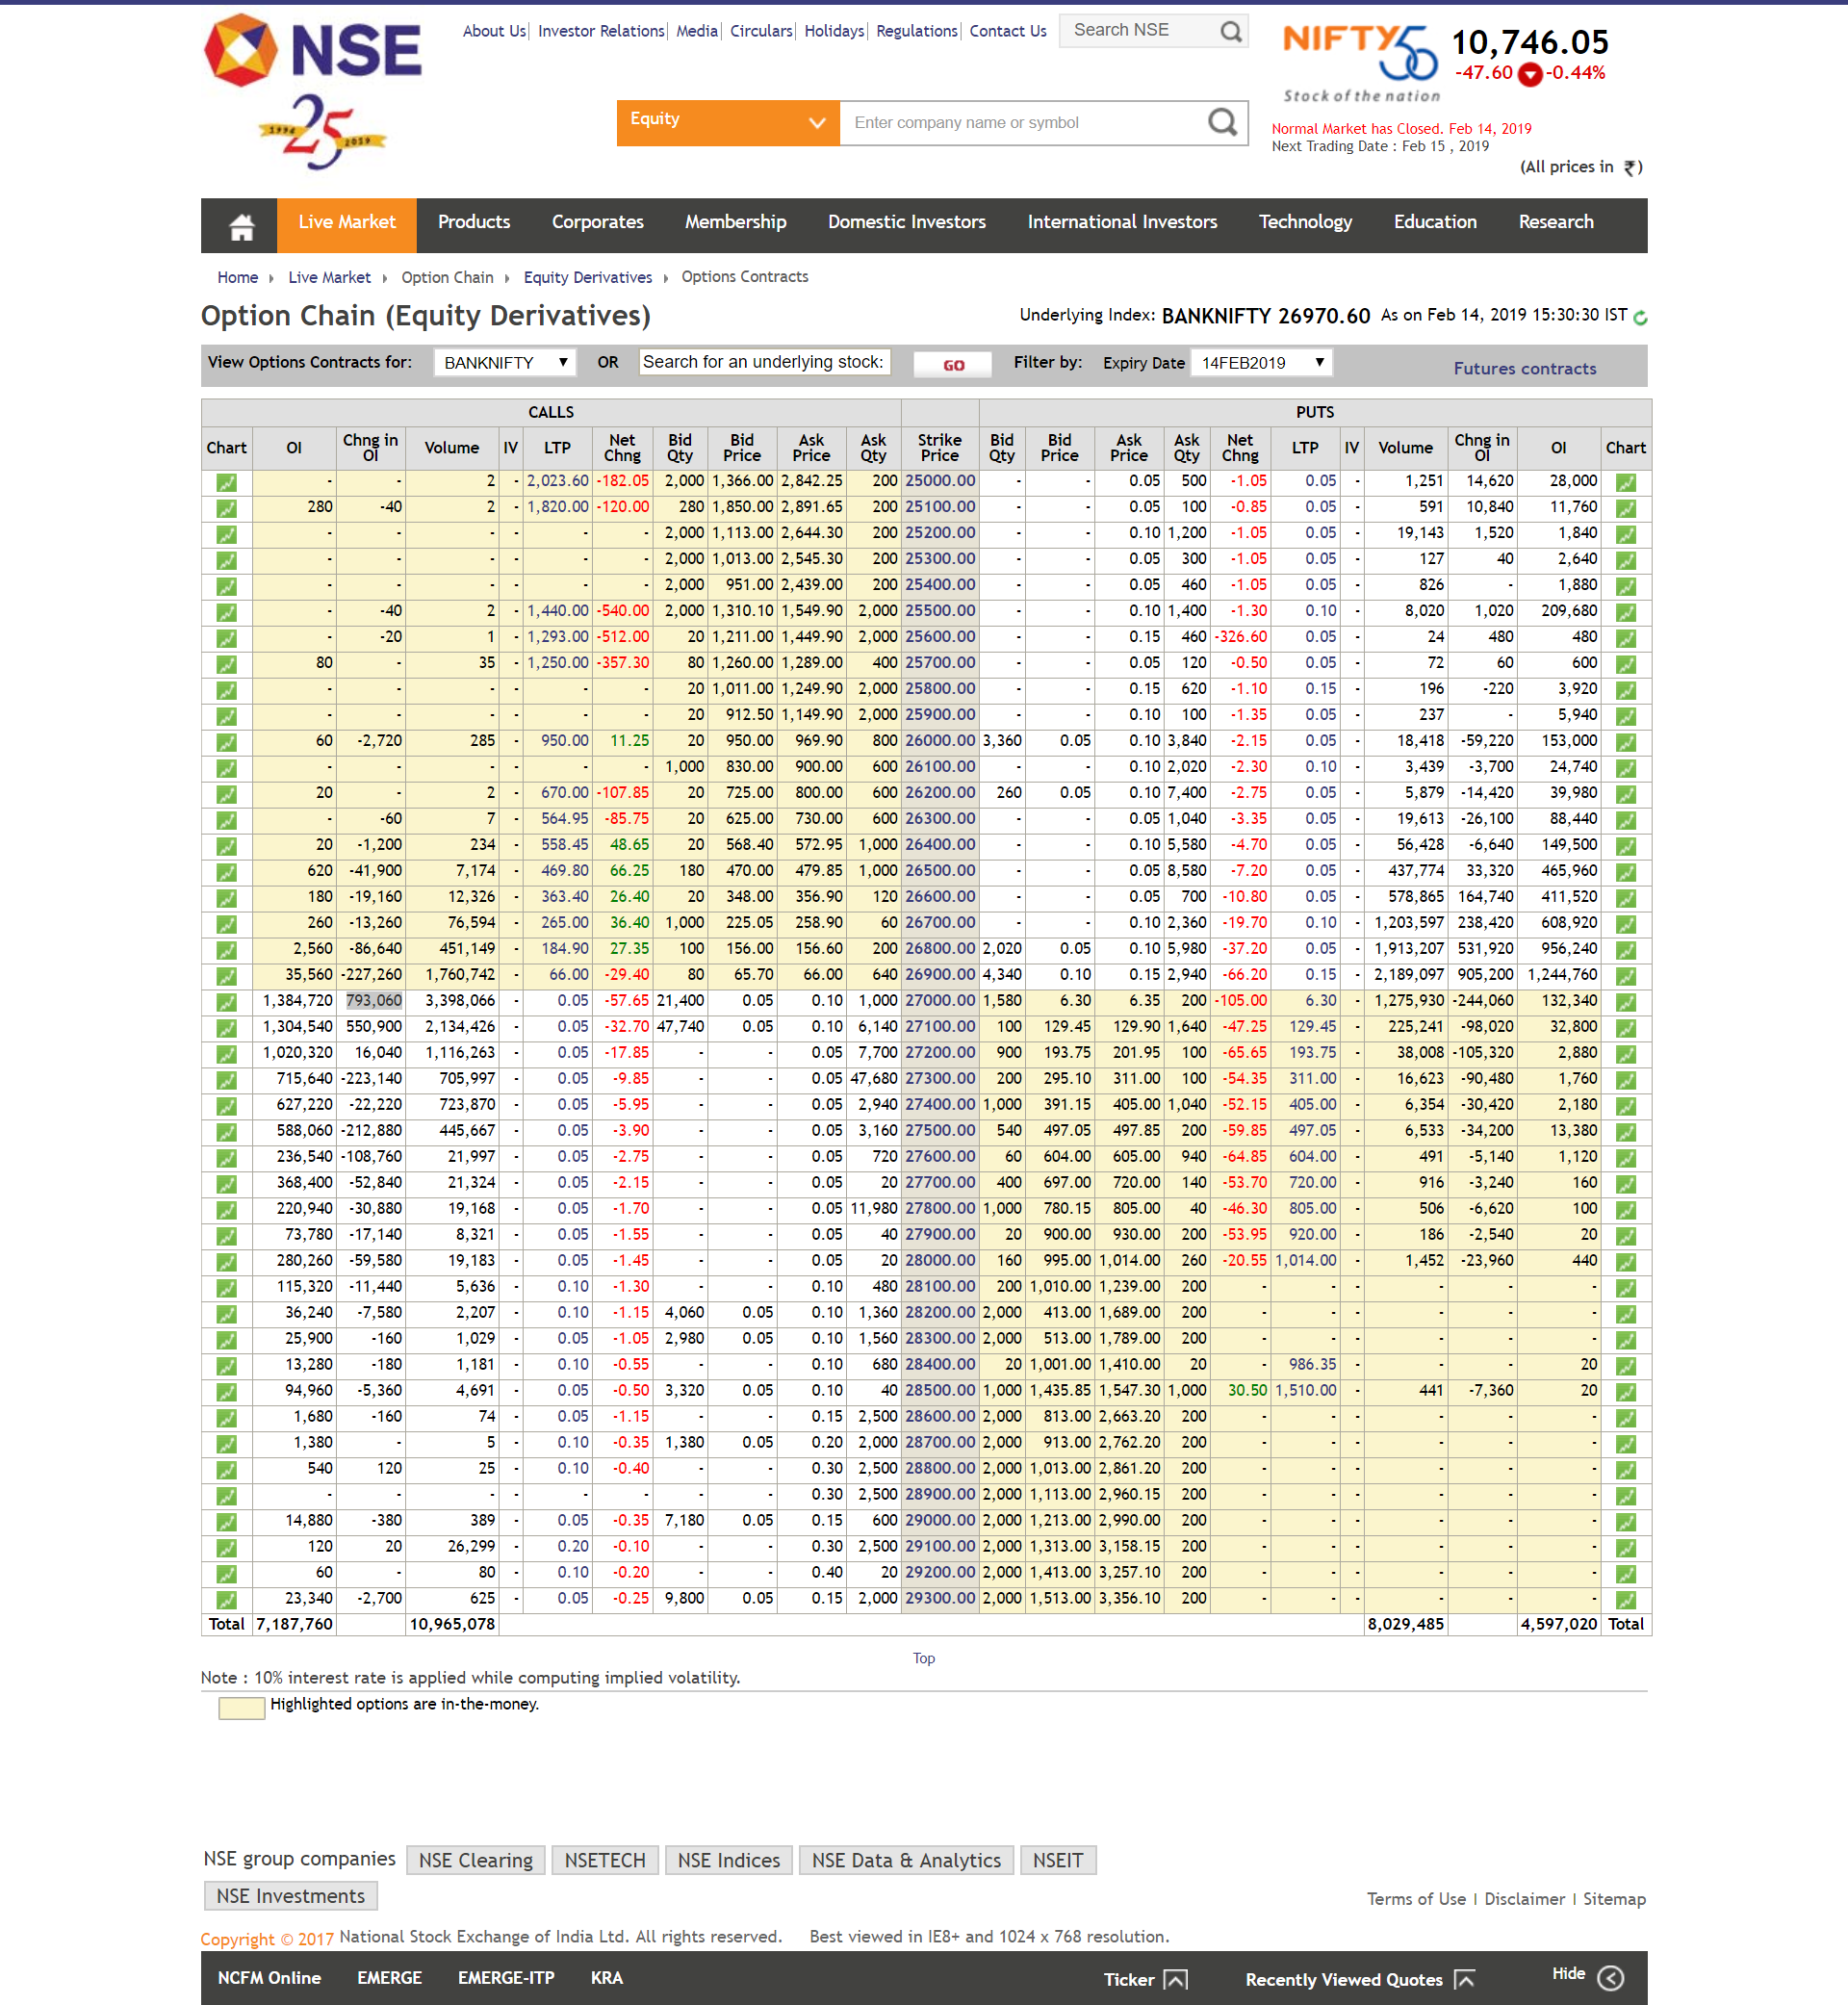 NSE
1994 25 2019
About Us Investor Relations Media Circulars Holidays Regulations Contact Us
Search NSE
Equity
Enter company name or symbol
NIFTY50
Stock of the nation
10,746.05
-47.60 -0.44%
Normal Market has Closed. Feb 14, 2019
Next Trading Date : Feb 15 , 2019
(All prices in ₹)
Live Market Products Corporates Membership Domestic Investors International Investors Technology Education Research
Home Live Market Option Chain Equity Derivatives Options Contracts
Option Chain (Equity Derivatives)
Underlying Index: BANKNIFTY 26970.60 As on Feb 14, 2019 15:30:30 IST
View Options Contracts for: BANKNIFTY OR Search for an underlying stock: GO Filter by: Expiry Date 14FEB2019 Futures contracts
CALLS PUTS
Chart OI Chng in OI Volume IV LTP Net Chng Bid Qty Bid Price Ask Price Ask Qty Strike Price Bid Qty Bid Price Ask Price Ask Qty Net Chng LTP IV Volume Chng in OI OI Chart
- - 2 - 2,023.60 -182.05 2,000 1,366.00 2,842.25 200 25000.00 - - 0.05 500 -1.05 0.05 - 1,251 14,620 28,000
280 -40 2 - 1,820.00 -120.00 280 1,850.00 2,891.65 200 25100.00 - - 0.05 100 -0.85 0.05 - 591 10,840 11,760
- - - - - - 2,000 1,113.00 2,644.30 200 25200.00 - - 0.10 1,200 -1.05 0.05 - 19,143 1,520 1,840
- - - - - - 2,000 1,013.00 2,545.30 200 25300.00 - - 0.05 300 -1.05 0.05 - 127 40 2,640
- - - - - - 2,000 951.00 2,439.00 200 25400.00 - - 0.05 460 -1.05 0.05 - 826 - 1,880
- -40 2 - 1,440.00 -540.00 2,000 1,310.10 1,549.90 2,000 25500.00 - - 0.10 1,400 -1.30 0.10 - 8,020 1,020 209,680
- -20 1 - 1,293.00 -512.00 20 1,211.00 1,449.90 2,000 25600.00 - - 0.15 460 -326.60 0.05 - 24 480 480
80 - 35 - 1,250.00 -357.30 80 1,260.00 1,289.00 400 25700.00 - - 0.05 120 -0.50 0.05 - 72 60 600
- - - - - - 20 1,011.00 1,249.90 2,000 25800.00 - - 0.15 620 -1.10 0.15 - 196 -220 3,920
- - - - - - 20 912.50 1,149.90 2,000 25900.00 - - 0.10 100 -1.35 0.05 - 237 - 5,940
60 -2,720 285 - 950.00 11.25 20 950.00 969.90 800 26000.00 3,360 0.05 0.10 3,840 -2.15 0.05 - 18,418 -59,220 153,000
- - - - - - 1,000 830.00 900.00 600 26100.00 - - 0.10 2,020 -2.30 0.10 - 3,439 -3,700 24,740
20 - 2 - 670.00 -107.85 20 725.00 800.00 600 26200.00 260 0.05 0.10 7,400 -2.75 0.05 - 5,879 -14,420 39,980
- -60 7 - 564.95 -85.75 20 625.00 730.00 600 26300.00 - - 0.05 1,040 -3.35 0.05 - 19,613 -26,100 88,440
20 -1,200 234 - 558.45 48.65 20 568.40 572.95 1,000 26400.00 - - 0.10 5,580 -4.70 0.05 - 56,428 -6,640 149,500
620 -41,900 7,174 - 469.80 66.25 180 470.00 479.85 1,000 26500.00 - - 0.05 8,580 -7.20 0.05 - 437,774 33,320 465,960
180 -19,160 12,326 - 363.40 26.40 20 348.00 356.90 120 26600.00 - - 0.05 700 -10.80 0.05 - 578,865 164,740 411,520
260 -13,260 76,594 - 265.00 36.40 1,000 225.05 258.90 60 26700.00 - - 0.10 2,360 -19.70 0.10 - 1,203,597 238,420 608,920
2,560 -86,640 451,149 - 184.90 27.35 100 156.00 156.60 200 26800.00 2,020 0.05 0.10 5,980 -37.20 0.05 - 1,913,207 531,920 956,240
35,560 -227,260 1,760,742 - 66.00 -29.40 80 65.70 66.00 640 26900.00 4,340 0.10 0.15 2,940 -66.20 0.15 - 2,189,097 905,200 1,244,760
1,384,720 793,060 3,398,066 - 0.05 -57.65 21,400 0.05 0.10 1,000 27000.00 1,580 6.30 6.35 200 -105.00 6.30 - 1,275,930 -244,060 132,340
1,304,540 550,900 2,134,426 - 0.05 -32.70 47,740 0.05 0.10 6,140 27100.00 100 129.45 129.90 1,640 -47.25 129.45 - 225,241 -98,020 32,800
1,020,320 16,040 1,116,263 - 0.05 -17.85 - - 0.05 7,700 27200.00 900 193.75 201.95 100 -65.65 193.75 - 38,008 -105,320 2,880
715,640 -223,140 705,997 - 0.05 -9.85 - - 0.05 47,680 27300.00 200 295.10 311.00 100 -54.35 311.00 - 16,623 -90,480 1,760
627,220 -22,220 723,870 - 0.05 -5.95 - - 0.05 2,940 27400.00 1,000 391.15 405.00 1,040 -52.15 405.00 - 6,354 -30,420 2,180
588,060 -212,880 445,667 - 0.05 -3.90 - - 0.05 3,160 27500.00 540 497.05 497.85 200 -59.85 497.05 - 6,533 -34,200 13,380
236,540 -108,760 21,997 - 0.05 -2.75 - - 0.05 720 27600.00 60 604.00 605.00 940 -64.85 604.00 - 491 -5,140 1,120
368,400 -52,840 21,324 - 0.05 -2.15 - - 0.05 20 27700.00 400 697.00 720.00 140 -53.70 720.00 - 916 -3,240 160
220,940 -30,880 19,168 - 0.05 -1.70 - - 0.05 11,980 27800.00 1,000 780.15 805.00 40 -46.30 805.00 - 506 -6,620 100
73,780 -17,140 8,321 - 0.05 -1.55 - - 0.05 40 27900.00 20 900.00 930.00 200 -53.95 920.00 - 186 -2,540 20
280,260 -59,580 19,183 - 0.05 -1.45 - - 0.05 20 28000.00 160 995.00 1,014.00 260 -20.55 1,014.00 - 1,452 -23,960 440
115,320 -11,440 5,636 - 0.10 -1.30 - - 0.10 480 28100.00 200 1,010.00 1,239.00 200 - - - - - -
36,240 -7,580 2,207 - 0.10 -1.15 4,060 0.05 0.10 1,360 28200.00 2,000 413.00 1,689.00 200 - - - - - -
25,900 -160 1,029 - 0.05 -1.05 2,980 0.05 0.10 1,560 28300.00 2,000 513.00 1,789.00 200 - - - - - -
13,280 -180 1,181 - 0.10 -0.55 - - 0.10 680 28400.00 20 1,001.00 1,410.00 20 - 986.35 - - - 20
94,960 -5,360 4,691 - 0.05 -0.50 3,320 0.05 0.10 40 28500.00 1,000 1,435.85 1,547.30 1,000 30.50 1,510.00 - 441 -7,360 20
1,680 -160 74 - 0.05 -1.15 - - 0.15 2,500 28600.00 2,000 813.00 2,663.20 200 - - - - - -
1,380 - 5 - 0.10 -0.35 1,380 0.05 0.20 2,000 28700.00 2,000 913.00 2,762.20 200 - - - - - -
540 120 25 - 0.10 -0.40 - - 0.30 2,500 28800.00 2,000 1,013.00 2,861.20 200 - - - - - -
- - - - - - - - 0.30 2,500 28900.00 2,000 1,113.00 2,960.15 200 - - - - - -
14,880 -380 389 - 0.05 -0.35 7,180 0.05 0.15 600 29000.00 2,000 1,213.00 2,990.00 200 - - - - - -
120 20 26,299 - 0.20 -0.10 - - 0.30 2,500 29100.00 2,000 1,313.00 3,158.15 200 - - - - - -
60 - 80 - 0.10 -0.20 - - 0.40 20 29200.00 2,000 1,413.00 3,257.10 200 - - - - - -
23,340 -2,700 625 - 0.05 -0.25 9,800 0.05 0.15 2,000 29300.00 2,000 1,513.00 3,356.10 200 - - - - - -
Total 7,187,760 10,965,078 8,029,485 4,597,020 Total
Top
Note : 10% interest rate is applied while computing implied volatility.
Highlighted options are in-the-money.
NSE group companies NSE Clearing NSETECH NSE Indices NSE Data & Analytics NSEIT
NSE Investments
Terms of Use | Disclaimer | Sitemap
Copyright © 2017 National Stock Exchange of India Ltd. All rights reserved. Best viewed in IE8+ and 1024 x 768 resolution.
NCFM Online EMERGE EMERGE-ITP KRA Ticker Recently Viewed Quotes Hide